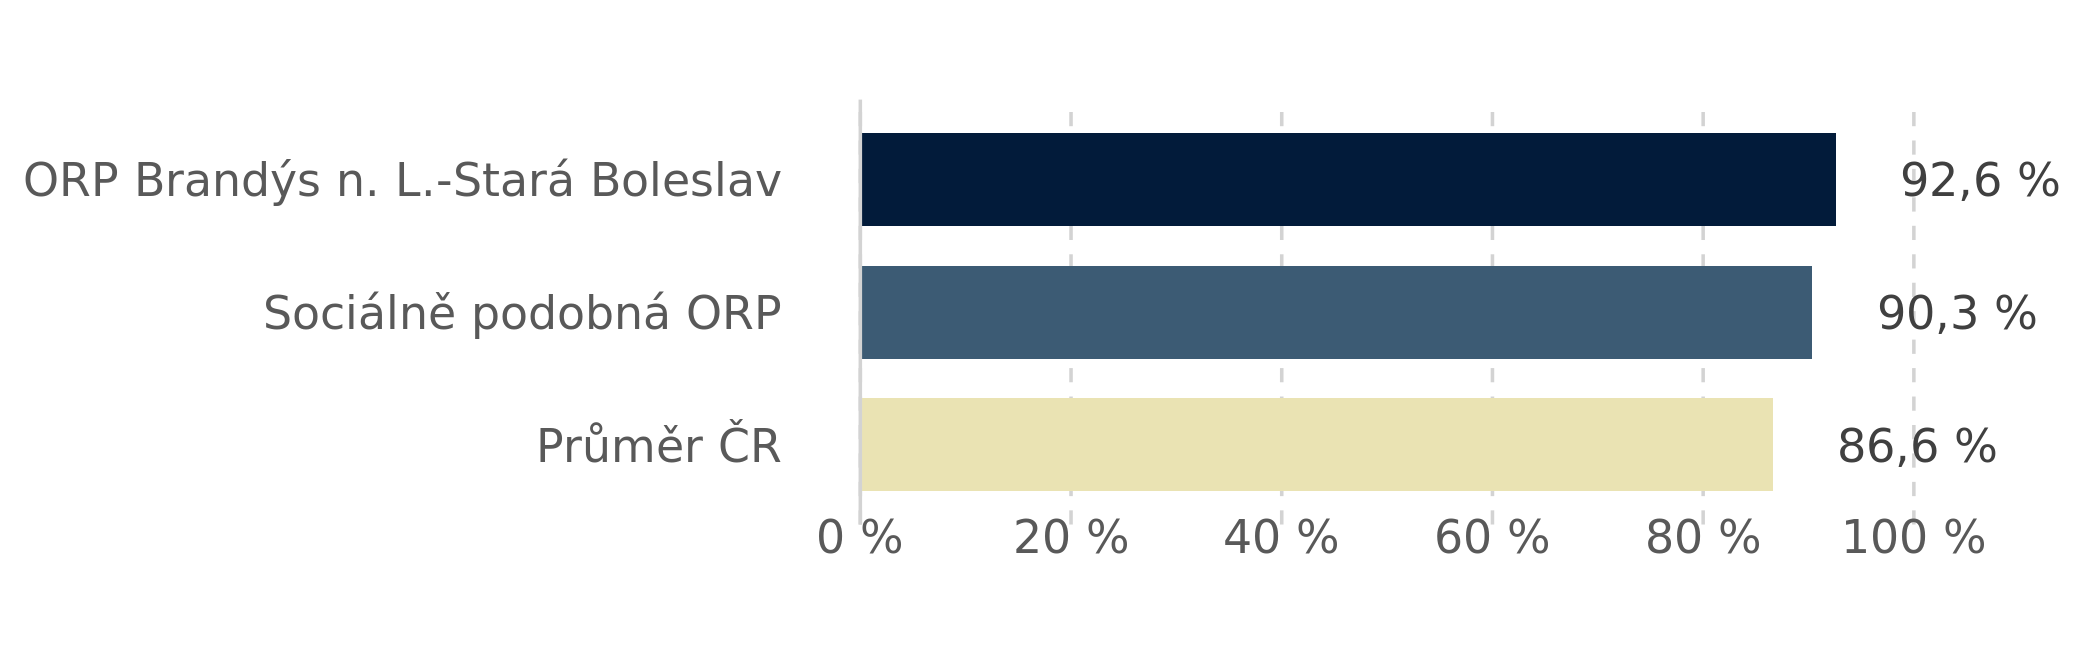 ORP Brandýs n. L.-Stará Boleslav 92,6 %
Sociálně podobná ORP 90,3 %
Průměr ČR 86,6 %
0 % 20 % 40 % 60 % 80 % 100 %